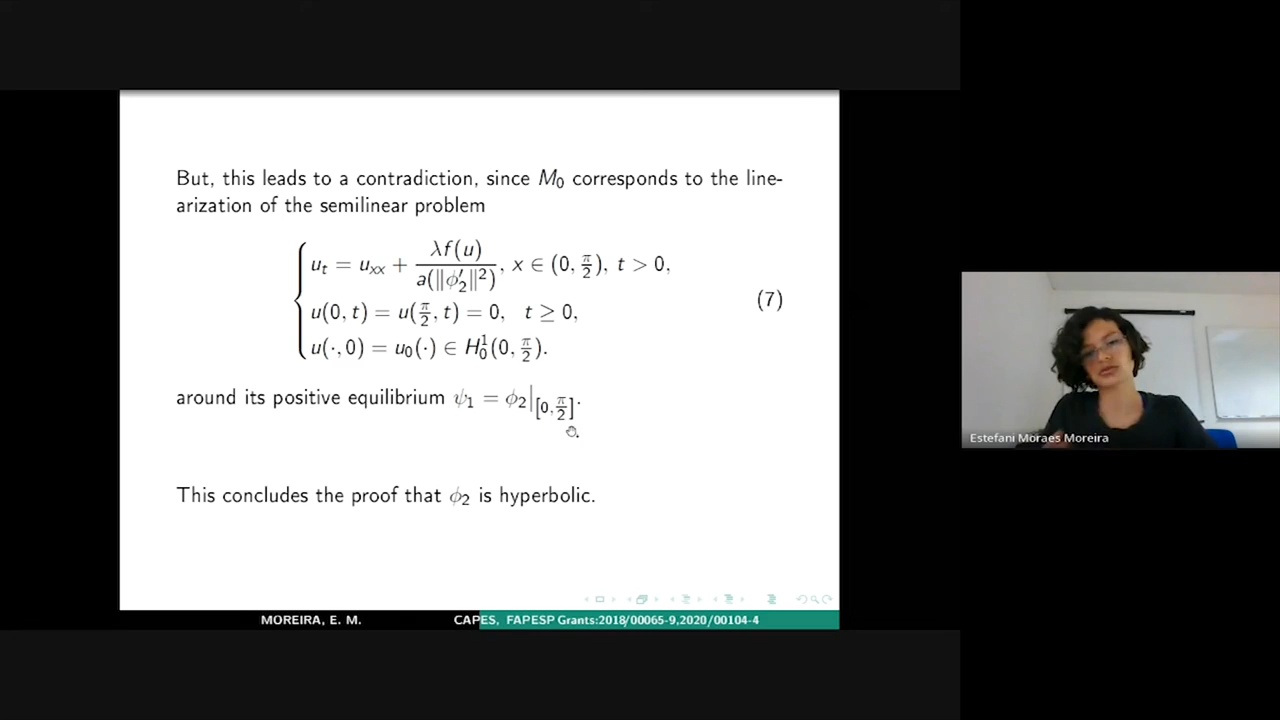 But, this leads to a contradiction, since M₀ corresponds to the line-
arization of the semilinear problem
u_t = u_xx + λf(u)/a(‖ϕ₂′‖²), x ∈ (0, π/2), t > 0,
u(0, t) = u(π/2, t) = 0, t ≥ 0,
(7)
u(·, 0) = u₀(·) ∈ H¹₀(0, π/2).
around its positive equilibrium ψ₁ = ϕ₂|[0, π/2].
This concludes the proof that ϕ₂ is hyperbolic.
MOREIRA, E. M. CAPES, FAPESP Grants:2018/00065-9,2020/00104-4
Estefani Moraes Moreira